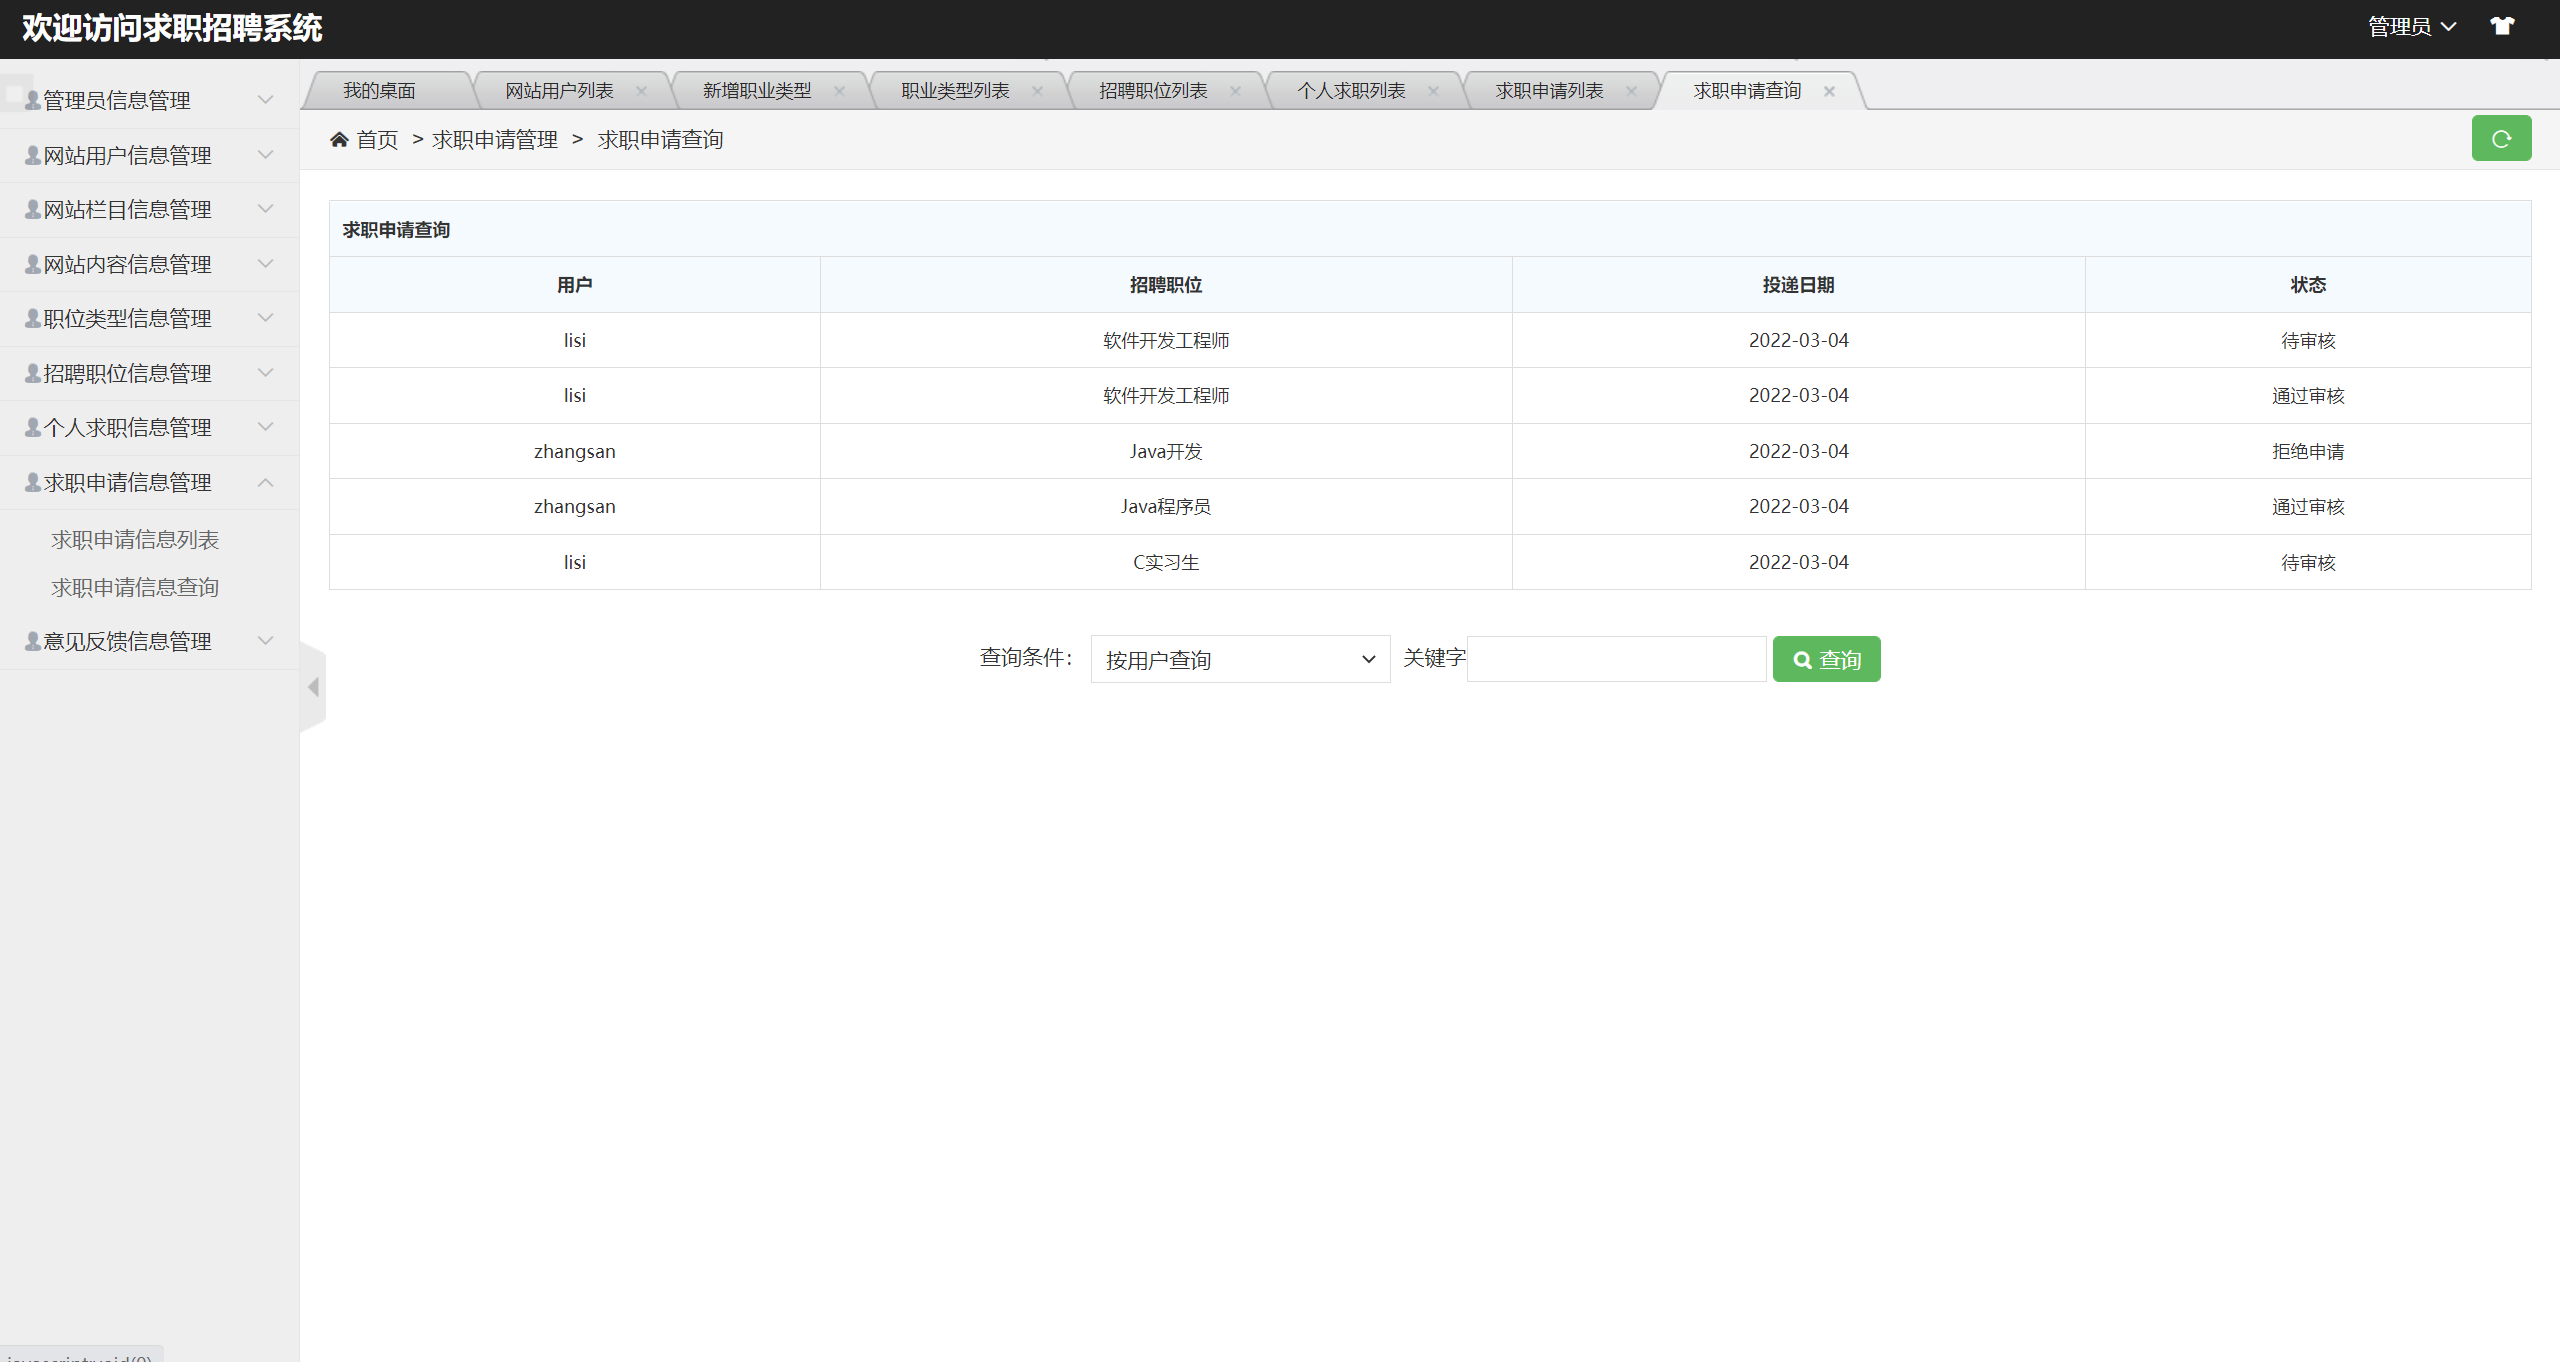 欢迎访问求职招聘系统
管理员
管理员信息管理
网站用户信息管理
网站栏目信息管理
网站内容信息管理
职位类型信息管理
招聘职位信息管理
个人求职信息管理
求职申请信息管理
求职申请信息列表
求职申请信息查询
意见反馈信息管理
我的桌面 网站用户列表 新增职业类型 职业类型列表 招聘职位列表 个人求职列表 求职申请列表 求职申请查询
首页 > 求职申请管理 > 求职申请查询
求职申请查询
用户 招聘职位 投递日期 状态
lisi 软件开发工程师 2022-03-04 待审核
lisi 软件开发工程师 2022-03-04 通过审核
zhangsan Java开发 2022-03-04 拒绝申请
zhangsan Java程序员 2022-03-04 通过审核
lisi C实习生 2022-03-04 待审核
查询条件： 按用户查询 关键字 查询